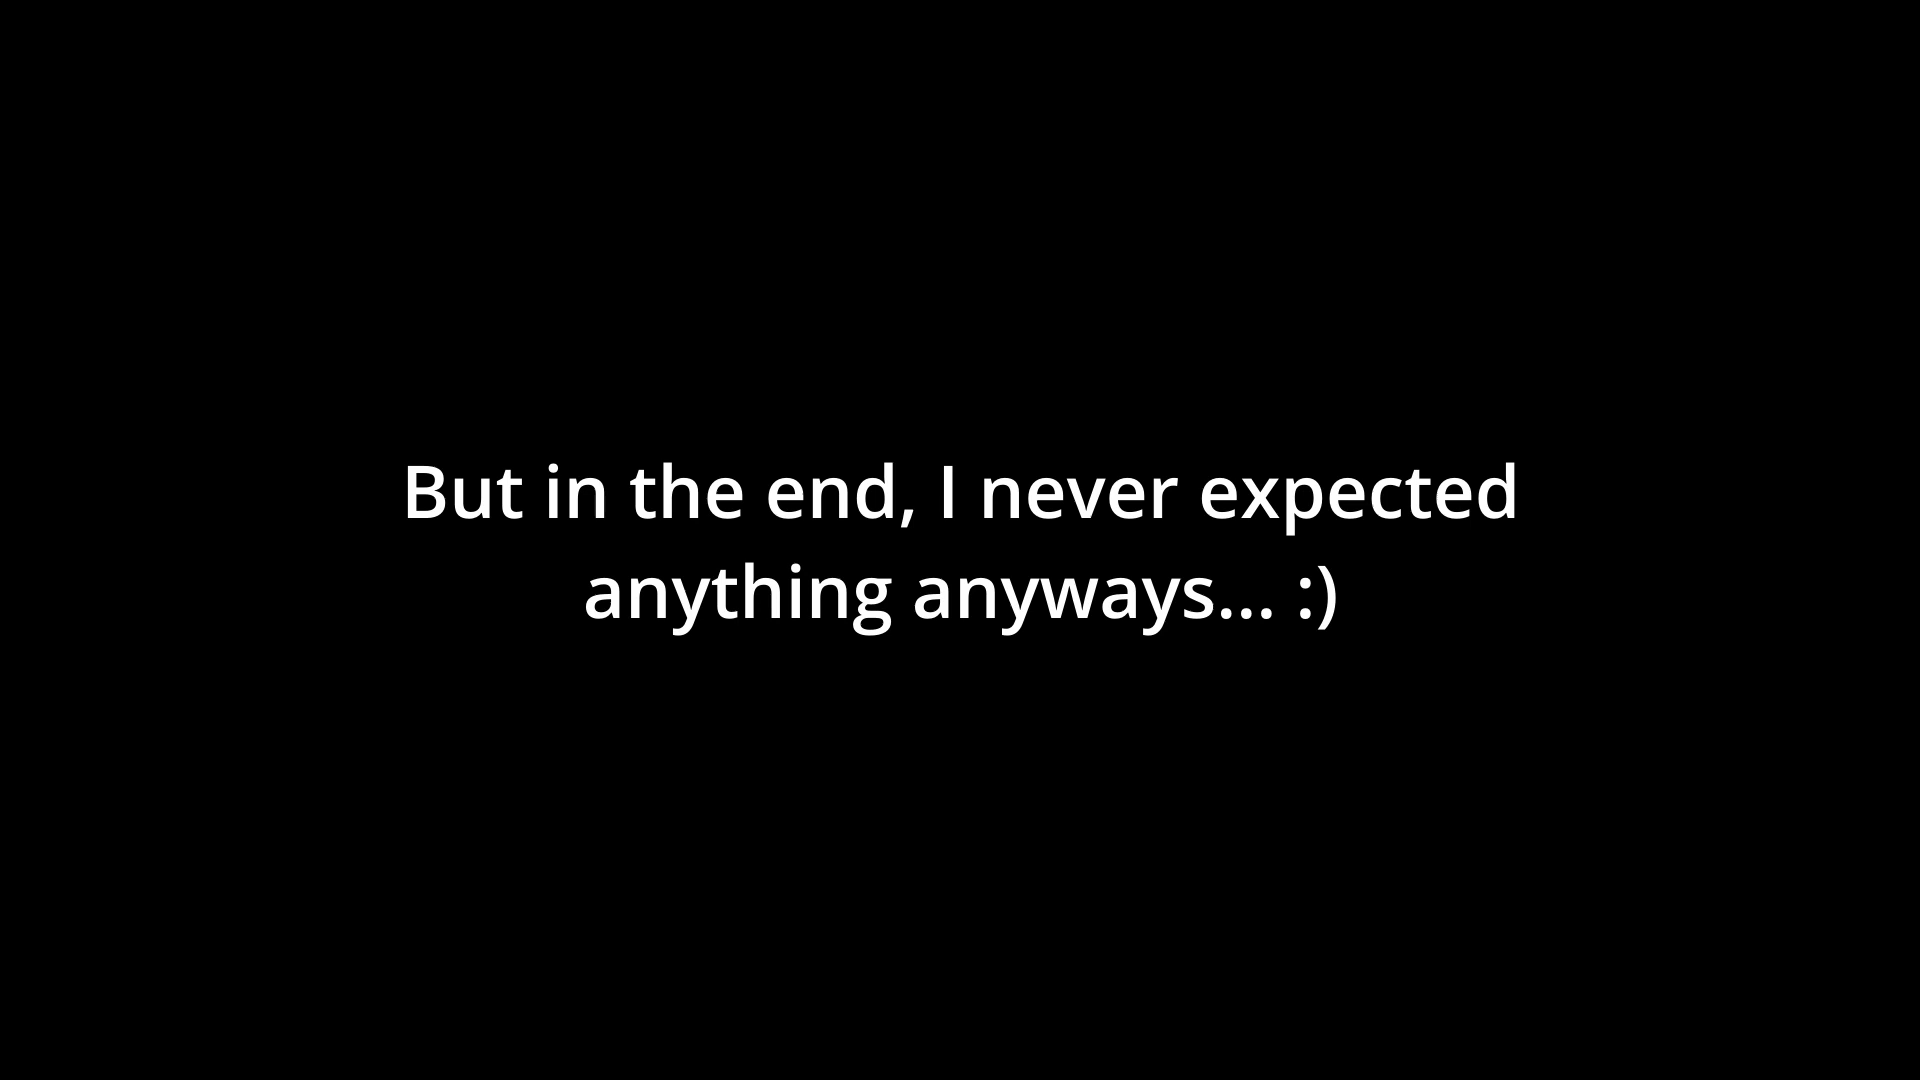 But in the end, I never expected
anything anyways... :)